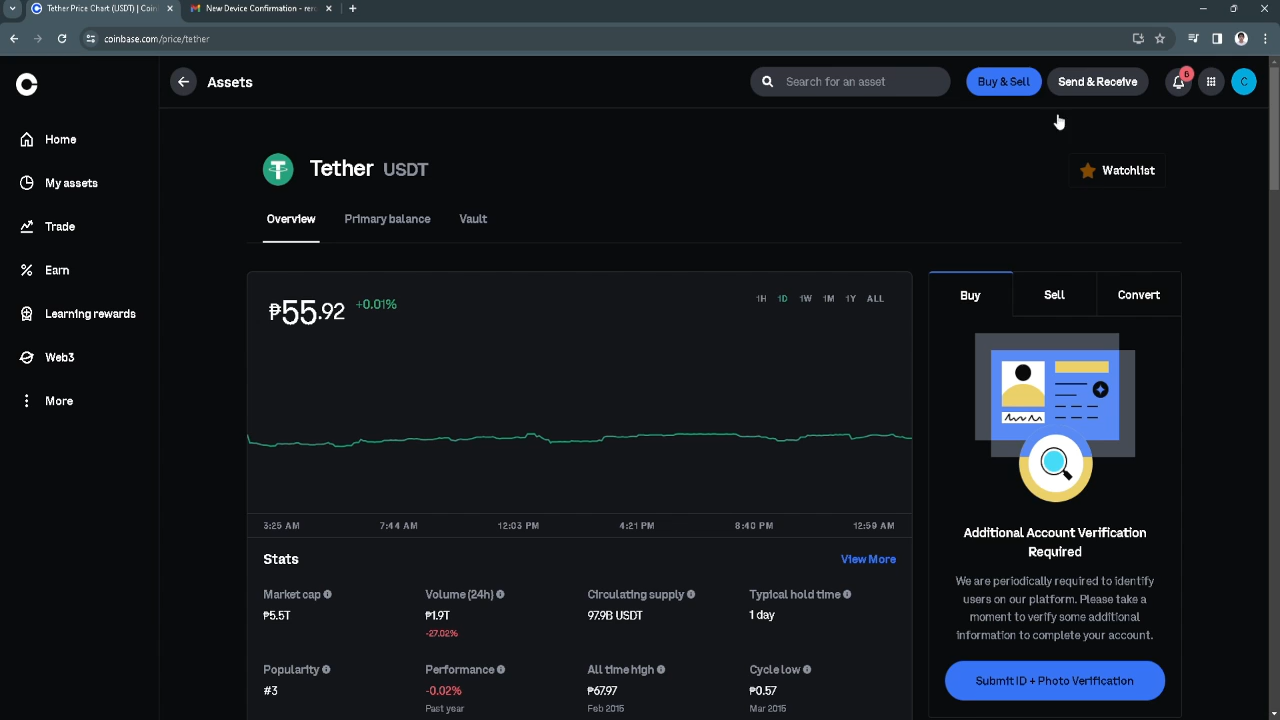 Tether Price Chart (USDT) | Coin
New Device Confirmation - rero
coinbase.com/price/tether
Assets
Search for an asset
Buy & Sell
Send & Receive
6
C
Home
My assets
Trade
Earn
Learning rewards
Web3
More
Tether USDT
Watchlist
Overview
Primary balance
Vault
₱55.92 +0.01%
1H 1D 1W 1M 1Y ALL
3:25 AM 7:44 AM 12:03 PM 4:21 PM 8:40 PM 12:59 AM
Stats
View More
Market cap
₱5.5T
Volume (24h)
₱1.9T
-27.02%
Circulating supply
97.9B USDT
Typical hold time
1 day
Popularity
#3
Performance
-0.02%
Past year
All time high
₱67.97
Feb 2015
Cycle low
₱0.57
Mar 2015
Buy
Sell
Convert
Additional Account Verification
Required
We are periodically required to identify
users on our platform. Please take a
moment to verify some additional
information to complete your account.
Submit ID + Photo Verification